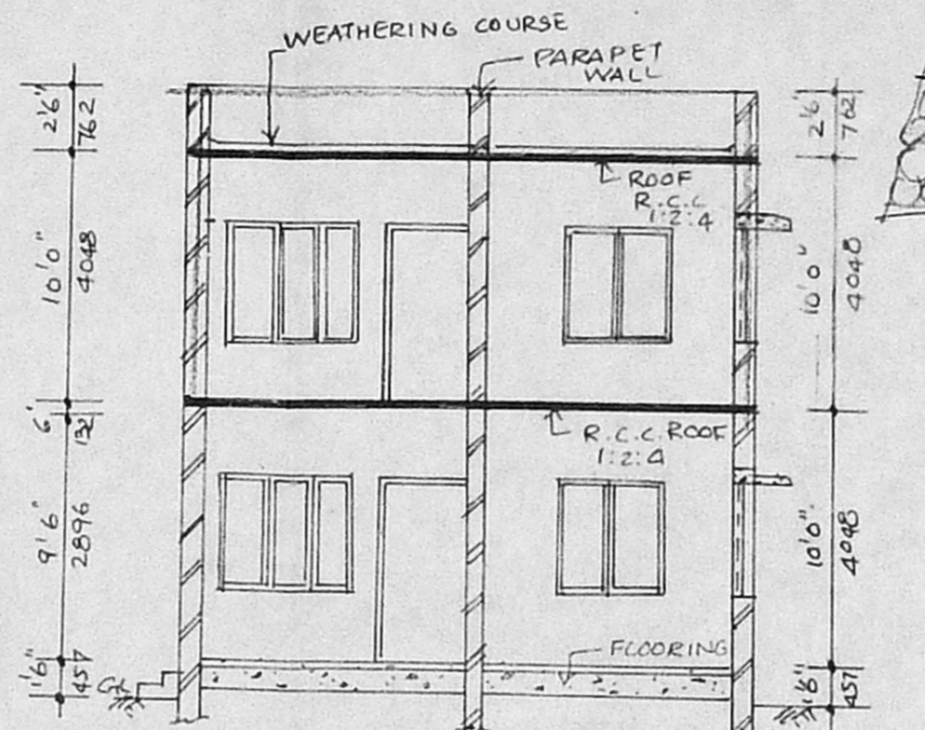 WEATHERING COURSE
PARAPET
WALL
2'6"
762
2'6"
762
ROOF
R.C.C
1:2:4
10'0"
4048
10'0"
4048
6'
132
R.C.C. ROOF
1:2:4
9'6"
2896
10'0"
4048
FLOORING
1'6"
457
GL
1'6"
457